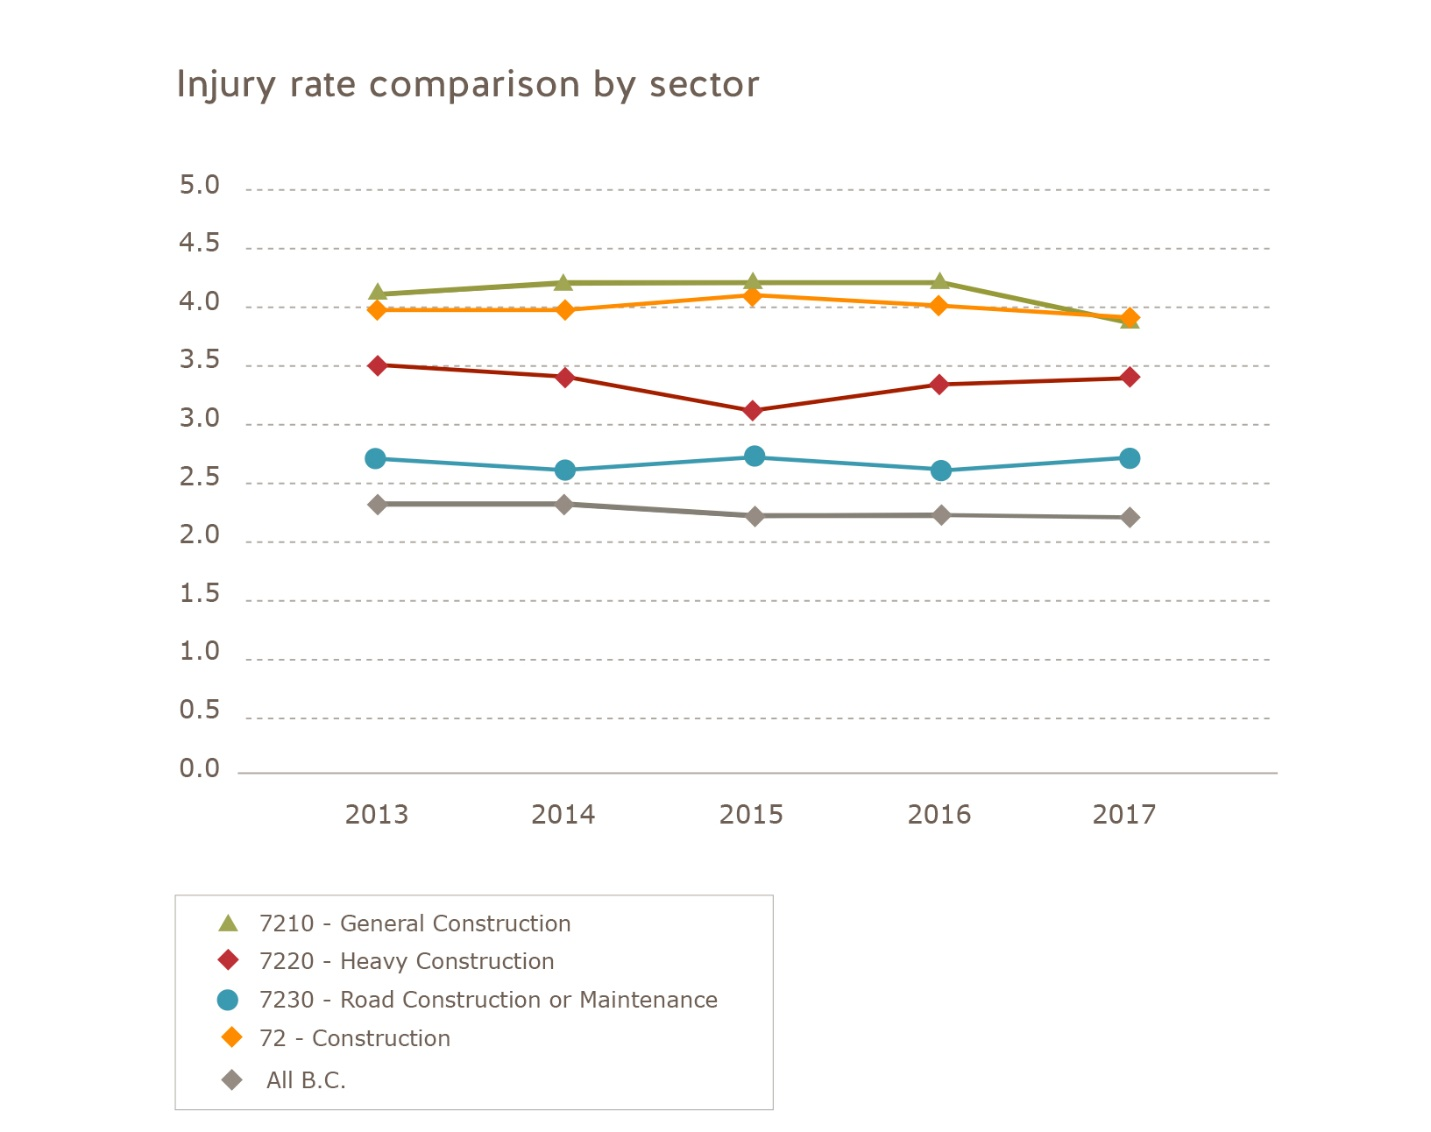 Injury rate comparison by sector
5.0
4.5
4.0
3.5
3.0
2.5
2.0
1.5
1.0
0.5
0.0
2013 2014 2015 2016 2017
7210 - General Construction
7220 - Heavy Construction
7230 - Road Construction or Maintenance
72 - Construction
All B.C.